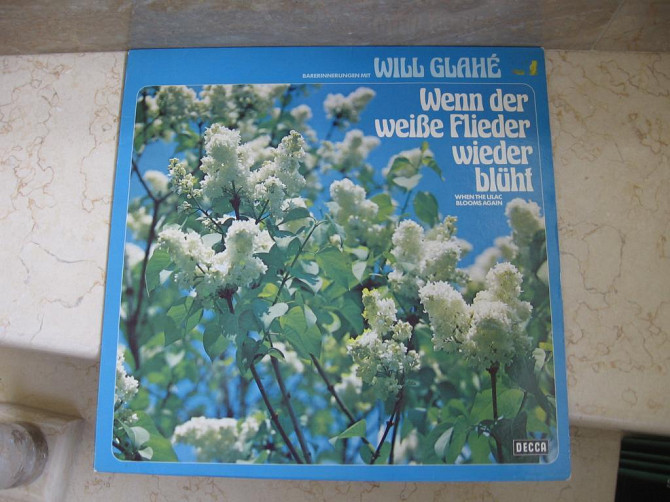 BARERINNERUNGEN MIT WILL GLAHÉ
Wenn der
weiße Flieder
wieder
blüht
WHEN THE LILAC
BLOOMS AGAIN
DECCA